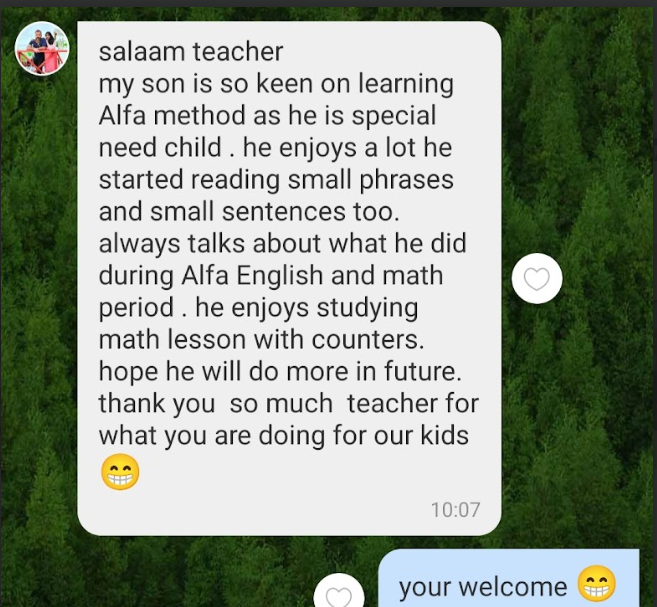 salaam teacher
my son is so keen on learning
Alfa method as he is special
need child . he enjoys a lot he
started reading small phrases
and small sentences too.
always talks about what he did
during Alfa English and math
period . he enjoys studying
math lesson with counters.
hope he will do more in future.
thank you  so much  teacher for
what you are doing for our kids
😁
10:07
your welcome 😁